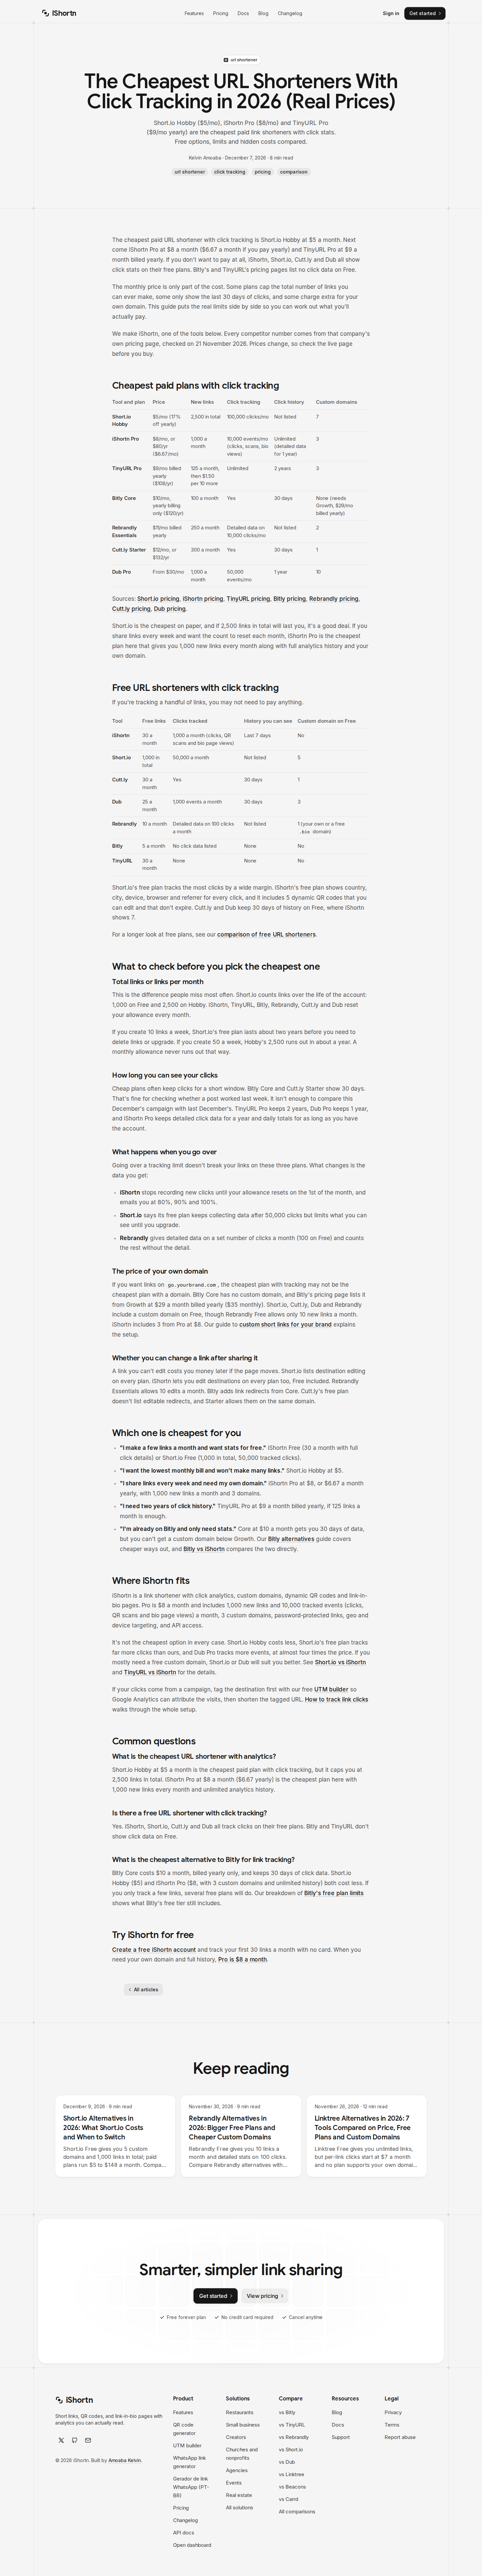 iShortn
Features Pricing Docs Blog Changelog
Sign in Get started
url shortener
The Cheapest URL Shorteners With
Click Tracking in 2026 (Real Prices)
Short.io Hobby ($5/mo), iShortn Pro ($8/mo) and TinyURL Pro
($9/mo yearly) are the cheapest paid link shorteners with click stats.
Free options, limits and hidden costs compared.
Kelvin Amoaba · December 7, 2026 · 6 min read
url shortener click tracking pricing comparison
The cheapest paid URL shortener with click tracking is Short.io Hobby at $5 a month. Next
come iShortn Pro at $8 a month ($6.67 a month if you pay yearly) and TinyURL Pro at $9 a
month billed yearly. If you don't want to pay at all, iShortn, Short.io, Cutt.ly and Dub all show
click stats on their free plans. Bitly's and TinyURL's pricing pages list no click data on Free.
The monthly price is only part of the cost. Some plans cap the total number of links you
can ever make, some only show the last 30 days of clicks, and some charge extra for your
own domain. This guide puts the real limits side by side so you can work out what you'll
actually pay.
We make iShortn, one of the tools below. Every competitor number comes from that company's
own pricing page, checked on 21 November 2026. Prices change, so check the live page
before you buy.
Cheapest paid plans with click tracking
Tool and plan Price New links Click tracking Click history Custom domains
Short.io Hobby $5/mo (17% off yearly) 2,500 in total 100,000 clicks/mo Not listed 7
iShortn Pro $8/mo, or $80/yr ($6.67/mo) 1,000 a month 10,000 events/mo (clicks, scans, bio views) Unlimited (detailed data for 1 year) 3
TinyURL Pro $9/mo billed yearly ($108/yr) 125 a month, then $1.50 per 10 more Unlimited 2 years 3
Bitly Core $10/mo, yearly billing only ($120/yr) 100 a month Yes 30 days None (needs Growth, $29/mo billed yearly)
Rebrandly Essentials $11/mo billed yearly 250 a month Detailed data on 10,000 clicks/mo Not listed 2
Cutt.ly Starter $12/mo, or $132/yr 300 a month Yes 30 days 1
Dub Pro From $30/mo 1,000 a month 50,000 events/mo 1 year 10
Sources: Short.io pricing, iShortn pricing, TinyURL pricing, Bitly pricing, Rebrandly pricing,
Cutt.ly pricing, Dub pricing.
Short.io is the cheapest on paper, and if 2,500 links in total will last you, it's a good deal. If you
share links every week and want the count to reset each month, iShortn Pro is the cheapest
plan here that gives you 1,000 new links every month along with full analytics history and your
own domain.
Free URL shorteners with click tracking
If you're tracking a handful of links, you may not need to pay anything.
Tool Free links Clicks tracked History you can see Custom domain on Free
iShortn 30 a month 1,000 a month (clicks, QR scans and bio page views) Last 7 days No
Short.io 1,000 in total 50,000 a month Not listed 5
Cutt.ly 30 a month Yes 30 days 1
Dub 25 a month 1,000 events a month 30 days 3
Rebrandly 10 a month Detailed data on 100 clicks a month Not listed 1 (your own or a free .bio domain)
Bitly 5 a month No click data listed None No
TinyURL 30 a month None None No
Short.io's free plan tracks the most clicks by a wide margin. iShortn's free plan shows country,
city, device, browser and referrer for every click, and it includes 5 dynamic QR codes that you
can edit and that don't expire. Cutt.ly and Dub keep 30 days of history on Free, where iShortn
shows 7.
For a longer look at free plans, see our comparison of free URL shorteners.
What to check before you pick the cheapest one
Total links or links per month
This is the difference people miss most often. Short.io counts links over the life of the account:
1,000 on Free and 2,500 on Hobby. iShortn, TinyURL, Bitly, Rebrandly, Cutt.ly and Dub reset
your allowance every month.
If you create 10 links a week, Short.io's free plan lasts about two years before you need to
delete links or upgrade. If you create 50 a week, Hobby's 2,500 runs out in about a year. A
monthly allowance never runs out that way.
How long you can see your clicks
Cheap plans often keep clicks for a short window. Bitly Core and Cutt.ly Starter show 30 days.
That's fine for checking whether a post worked last week. It isn't enough to compare this
December's campaign with last December's. TinyURL Pro keeps 2 years, Dub Pro keeps 1 year,
and iShortn Pro keeps detailed click data for a year and daily totals for as long as you have
the account.
What happens when you go over
Going over a tracking limit doesn't break links on these three plans. What changes is the
data you get:
• iShortn stops recording new clicks until your allowance resets on the 1st of the month, and
emails you at 80%, 90% and 100%.
• Short.io says its free plan keeps collecting data after 50,000 clicks but limits what you can
see until you upgrade.
• Rebrandly gives detailed data on a set number of clicks a month (100 on Free) and counts
the rest without the detail.
The price of your own domain
If you want links on go.yourbrand.com, the cheapest plan with tracking may not be the
cheapest plan with a domain. Bitly Core has no custom domain, and Bitly's pricing page lists it
from Growth at $29 a month billed yearly ($35 monthly). Short.io, Cutt.ly, Dub and Rebrandly
include a custom domain on Free, though Rebrandly Free allows only 10 new links a month.
iShortn includes 3 from Pro at $8. Our guide to custom short links for your brand explains
the setup.
Whether you can change a link after sharing it
A link you can't edit costs you money later if the page moves. Short.io lists destination editing
on every plan. iShortn lets you edit destinations on every plan too, Free included. Rebrandly
Essentials allows 10 edits a month. Bitly adds link redirects from Core. Cutt.ly's free plan
doesn't list editable redirects, and Starter allows them on the same domain.
Which one is cheapest for you
• "I make a few links a month and want stats for free." iShortn Free (30 a month with full
click details) or Short.io Free (1,000 in total, 50,000 tracked clicks).
• "I want the lowest monthly bill and won't make many links." Short.io Hobby at $5.
• "I share links every week and need my own domain." iShortn Pro at $8, or $6.67 a month
yearly, with 1,000 new links a month and 3 domains.
• "I need two years of click history." TinyURL Pro at $9 a month billed yearly, if 125 links a
month is enough.
• "I'm already on Bitly and only need stats." Core at $10 a month gets you 30 days of data,
but you can't get a custom domain below Growth. Our Bitly alternatives guide covers
cheaper ways out, and Bitly vs iShortn compares the two directly.
Where iShortn fits
iShortn is a link shortener with click analytics, custom domains, dynamic QR codes and link-in-
bio pages. Pro is $8 a month and includes 1,000 new links and 10,000 tracked events (clicks,
QR scans and bio page views) a month, 3 custom domains, password-protected links, geo and
device targeting, and API access.
It's not the cheapest option in every case. Short.io Hobby costs less, Short.io's free plan tracks
far more clicks than ours, and Dub Pro tracks more events, at almost four times the price. If you
mostly need a free custom domain, Short.io or Dub will suit you better. See Short.io vs iShortn
and TinyURL vs iShortn for the details.
If your clicks come from a campaign, tag the destination first with our free UTM builder so
Google Analytics can attribute the visits, then shorten the tagged URL. How to track link clicks
walks through the whole setup.
Common questions
What is the cheapest URL shortener with analytics?
Short.io Hobby at $5 a month is the cheapest paid plan with click tracking, but it caps you at
2,500 links in total. iShortn Pro at $8 a month ($6.67 yearly) is the cheapest plan here with
1,000 new links every month and unlimited analytics history.
Is there a free URL shortener with click tracking?
Yes. iShortn, Short.io, Cutt.ly and Dub all track clicks on their free plans. Bitly and TinyURL don't
show click data on Free.
What is the cheapest alternative to Bitly for link tracking?
Bitly Core costs $10 a month, billed yearly only, and keeps 30 days of click data. Short.io
Hobby ($5) and iShortn Pro ($8, with 3 custom domains and unlimited history) both cost less. If
you only track a few links, several free plans will do. Our breakdown of Bitly's free plan limits
shows what Bitly's free tier still includes.
Try iShortn for free
Create a free iShortn account and track your first 30 links a month with no card. When you
need your own domain and full history, Pro is $8 a month.
All articles
Keep reading
December 9, 2026 · 9 min read
Short.io Alternatives in
2026: What Short.io Costs
and When to Switch
Short.io Free gives you 5 custom
domains and 1,000 links in total; paid
plans run $5 to $148 a month. Compa...
November 30, 2026 · 9 min read
Rebrandly Alternatives in
2026: Bigger Free Plans and
Cheaper Custom Domains
Rebrandly Free gives you 10 links a
month and detailed stats on 100 clicks.
Compare Rebrandly alternatives with...
November 26, 2026 · 12 min read
Linktree Alternatives in 2026: 7
Tools Compared on Price, Free
Plans and Custom Domains
Linktree Free gives you unlimited links,
but per-link clicks start at $7 a month
and no plan supports your own domai...
Smarter, simpler link sharing
Get started View pricing
Free forever plan No credit card required Cancel anytime
iShortn
Short links, QR codes, and link-in-bio pages with
analytics you can actually read.
© 2026 iShortn. Built by Amoaba Kelvin.
Product
Features
QR code
generator
UTM builder
WhatsApp link
generator
Gerador de link
WhatsApp (PT-
BR)
Pricing
Changelog
API docs
Open dashboard
Solutions
Restaurants
Small business
Creators
Churches and
nonprofits
Agencies
Events
Real estate
All solutions
Compare
vs Bitly
vs TinyURL
vs Rebrandly
vs Short.io
vs Dub
vs Linktree
vs Beacons
vs Carrd
All comparisons
Resources
Blog
Docs
Support
Legal
Privacy
Terms
Report abuse